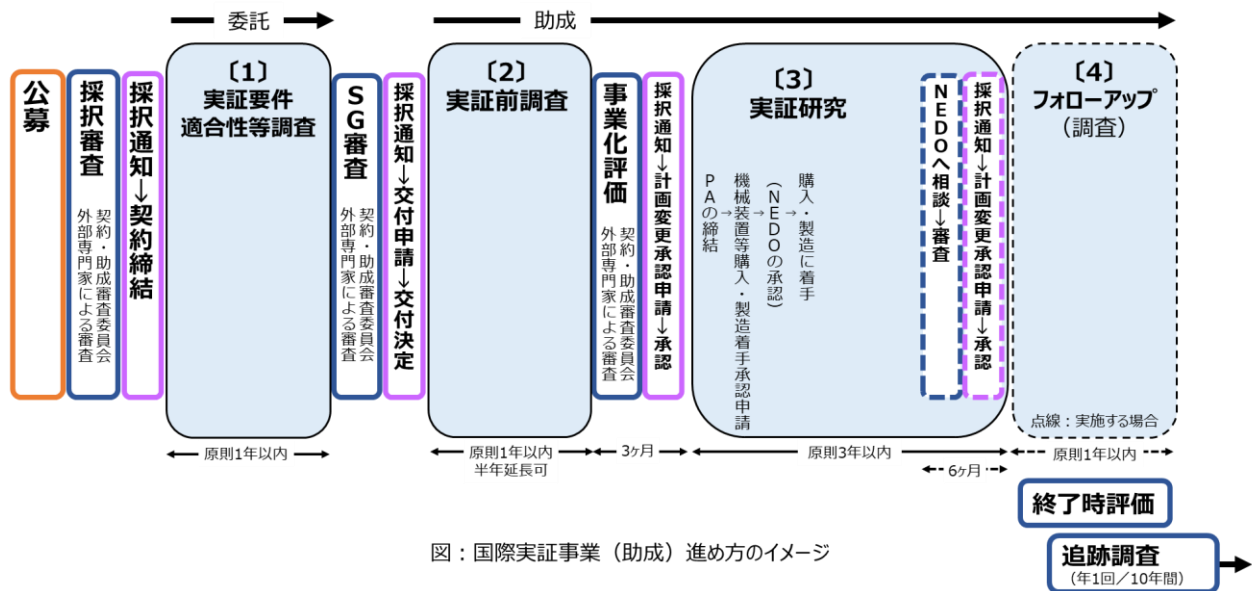 委託
助成
公募
採択審査
契約・助成審査委員会
外部専門家による審査
採択通知→契約締結
〔1〕
実証要件
適合性等調査
原則1年以内
SG審査
契約・助成審査委員会
外部専門家による審査
採択通知→交付申請→交付決定
〔2〕
実証前調査
原則1年以内
半年延長可
事業化評価
契約・助成審査委員会
外部専門家による審査
採択通知→計画変更承認申請→承認
3ヶ月
〔3〕
実証研究
PAの締結
→機械装置等購入・製造着手承認申請
→(NEDOの承認)
→購入・製造に着手
NEDOへ相談→審査
採択通知→計画変更承認申請→承認
原則3年以内
6ヶ月
〔4〕
フォローアップ
(調査)
点線:実施する場合
原則1年以内
終了時評価
追跡調査
(年1回/10年間)
図:国際実証事業(助成)進め方のイメージ